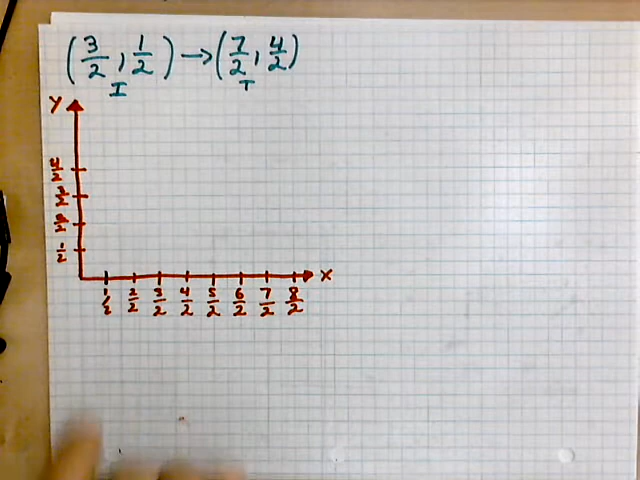 (3/2, 1/2) → (7/2, 4/2)
I T
Y
4/2
3/2
2/2
1/2
X
1/2 2/2 3/2 4/2 5/2 6/2 7/2 8/2